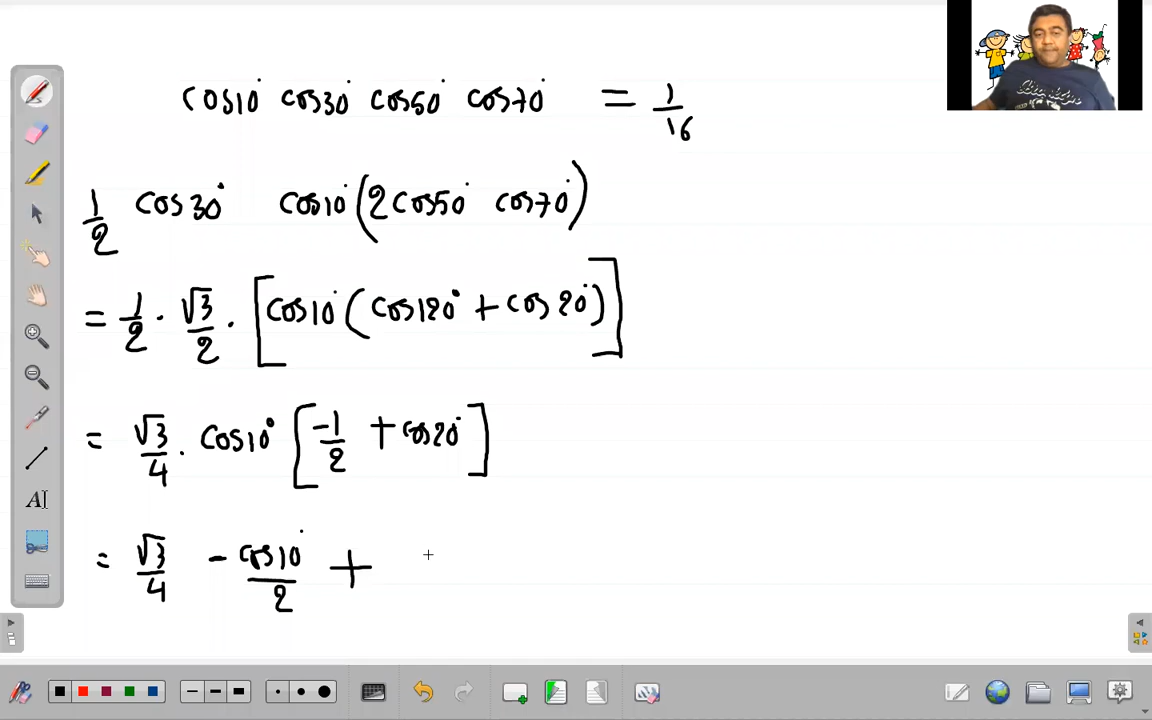 cos10° cos30° cos50° cos70° = 1/16
1/2 cos30° cos10° (2cos50° cos70°)
= 1/2 · √3/2 · [cos10° (cos120° + cos20°)]
= √3/4 · cos10° [-1/2 + cos20°]
= √3/4 - cos10°/2 +